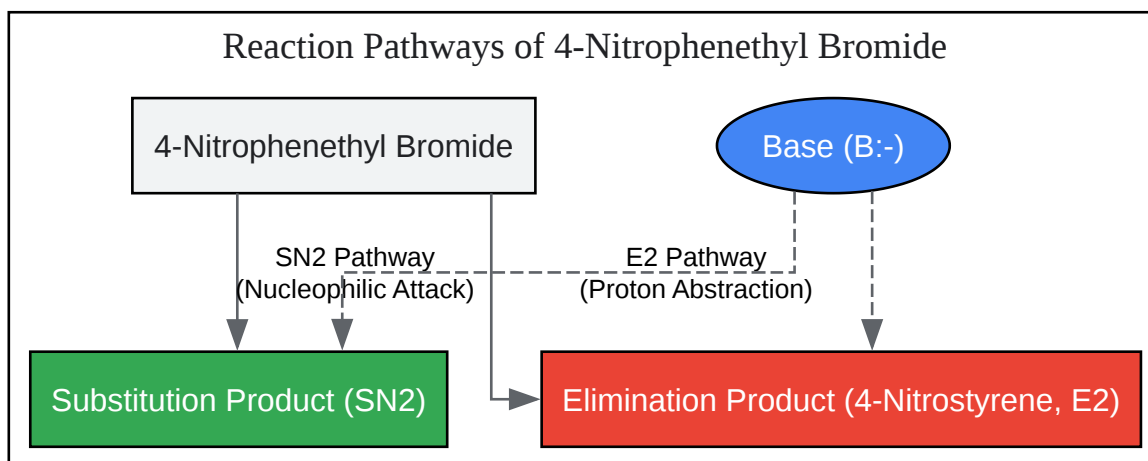 Reaction Pathways of 4-Nitrophenethyl Bromide
4-Nitrophenethyl Bromide
Base (B:-)
SN2 Pathway
(Nucleophilic Attack)
E2 Pathway
(Proton Abstraction)
Substitution Product (SN2)
Elimination Product (4-Nitrostyrene, E2)